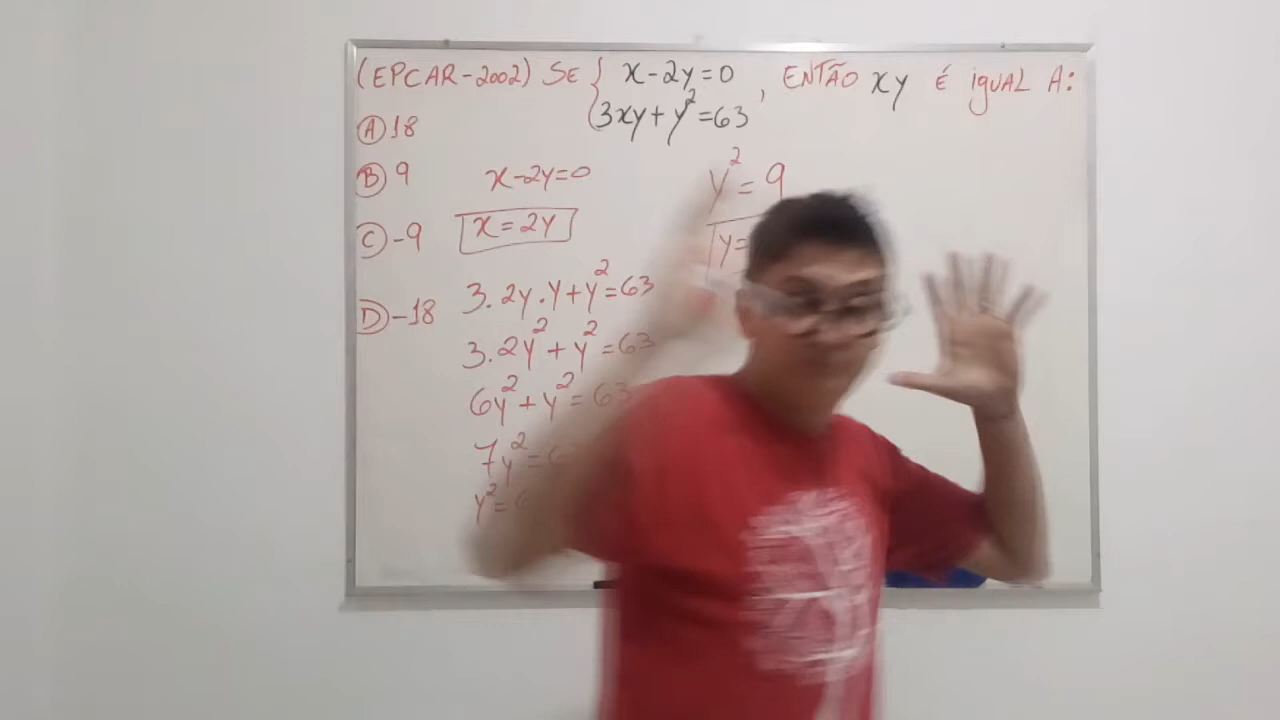 (EPCAR-2002) SE { x-2y=0 , ENTÃO xy É igUAL A:
3xy+y²=63
Ⓐ 18
Ⓑ 9
Ⓒ -9
Ⓓ -18
x-2y=0
x=2y
3.2y.y+y²=63
3.2y²+y²=63
6y²+y²=63
7y²=6
y²=
y²=9
y=